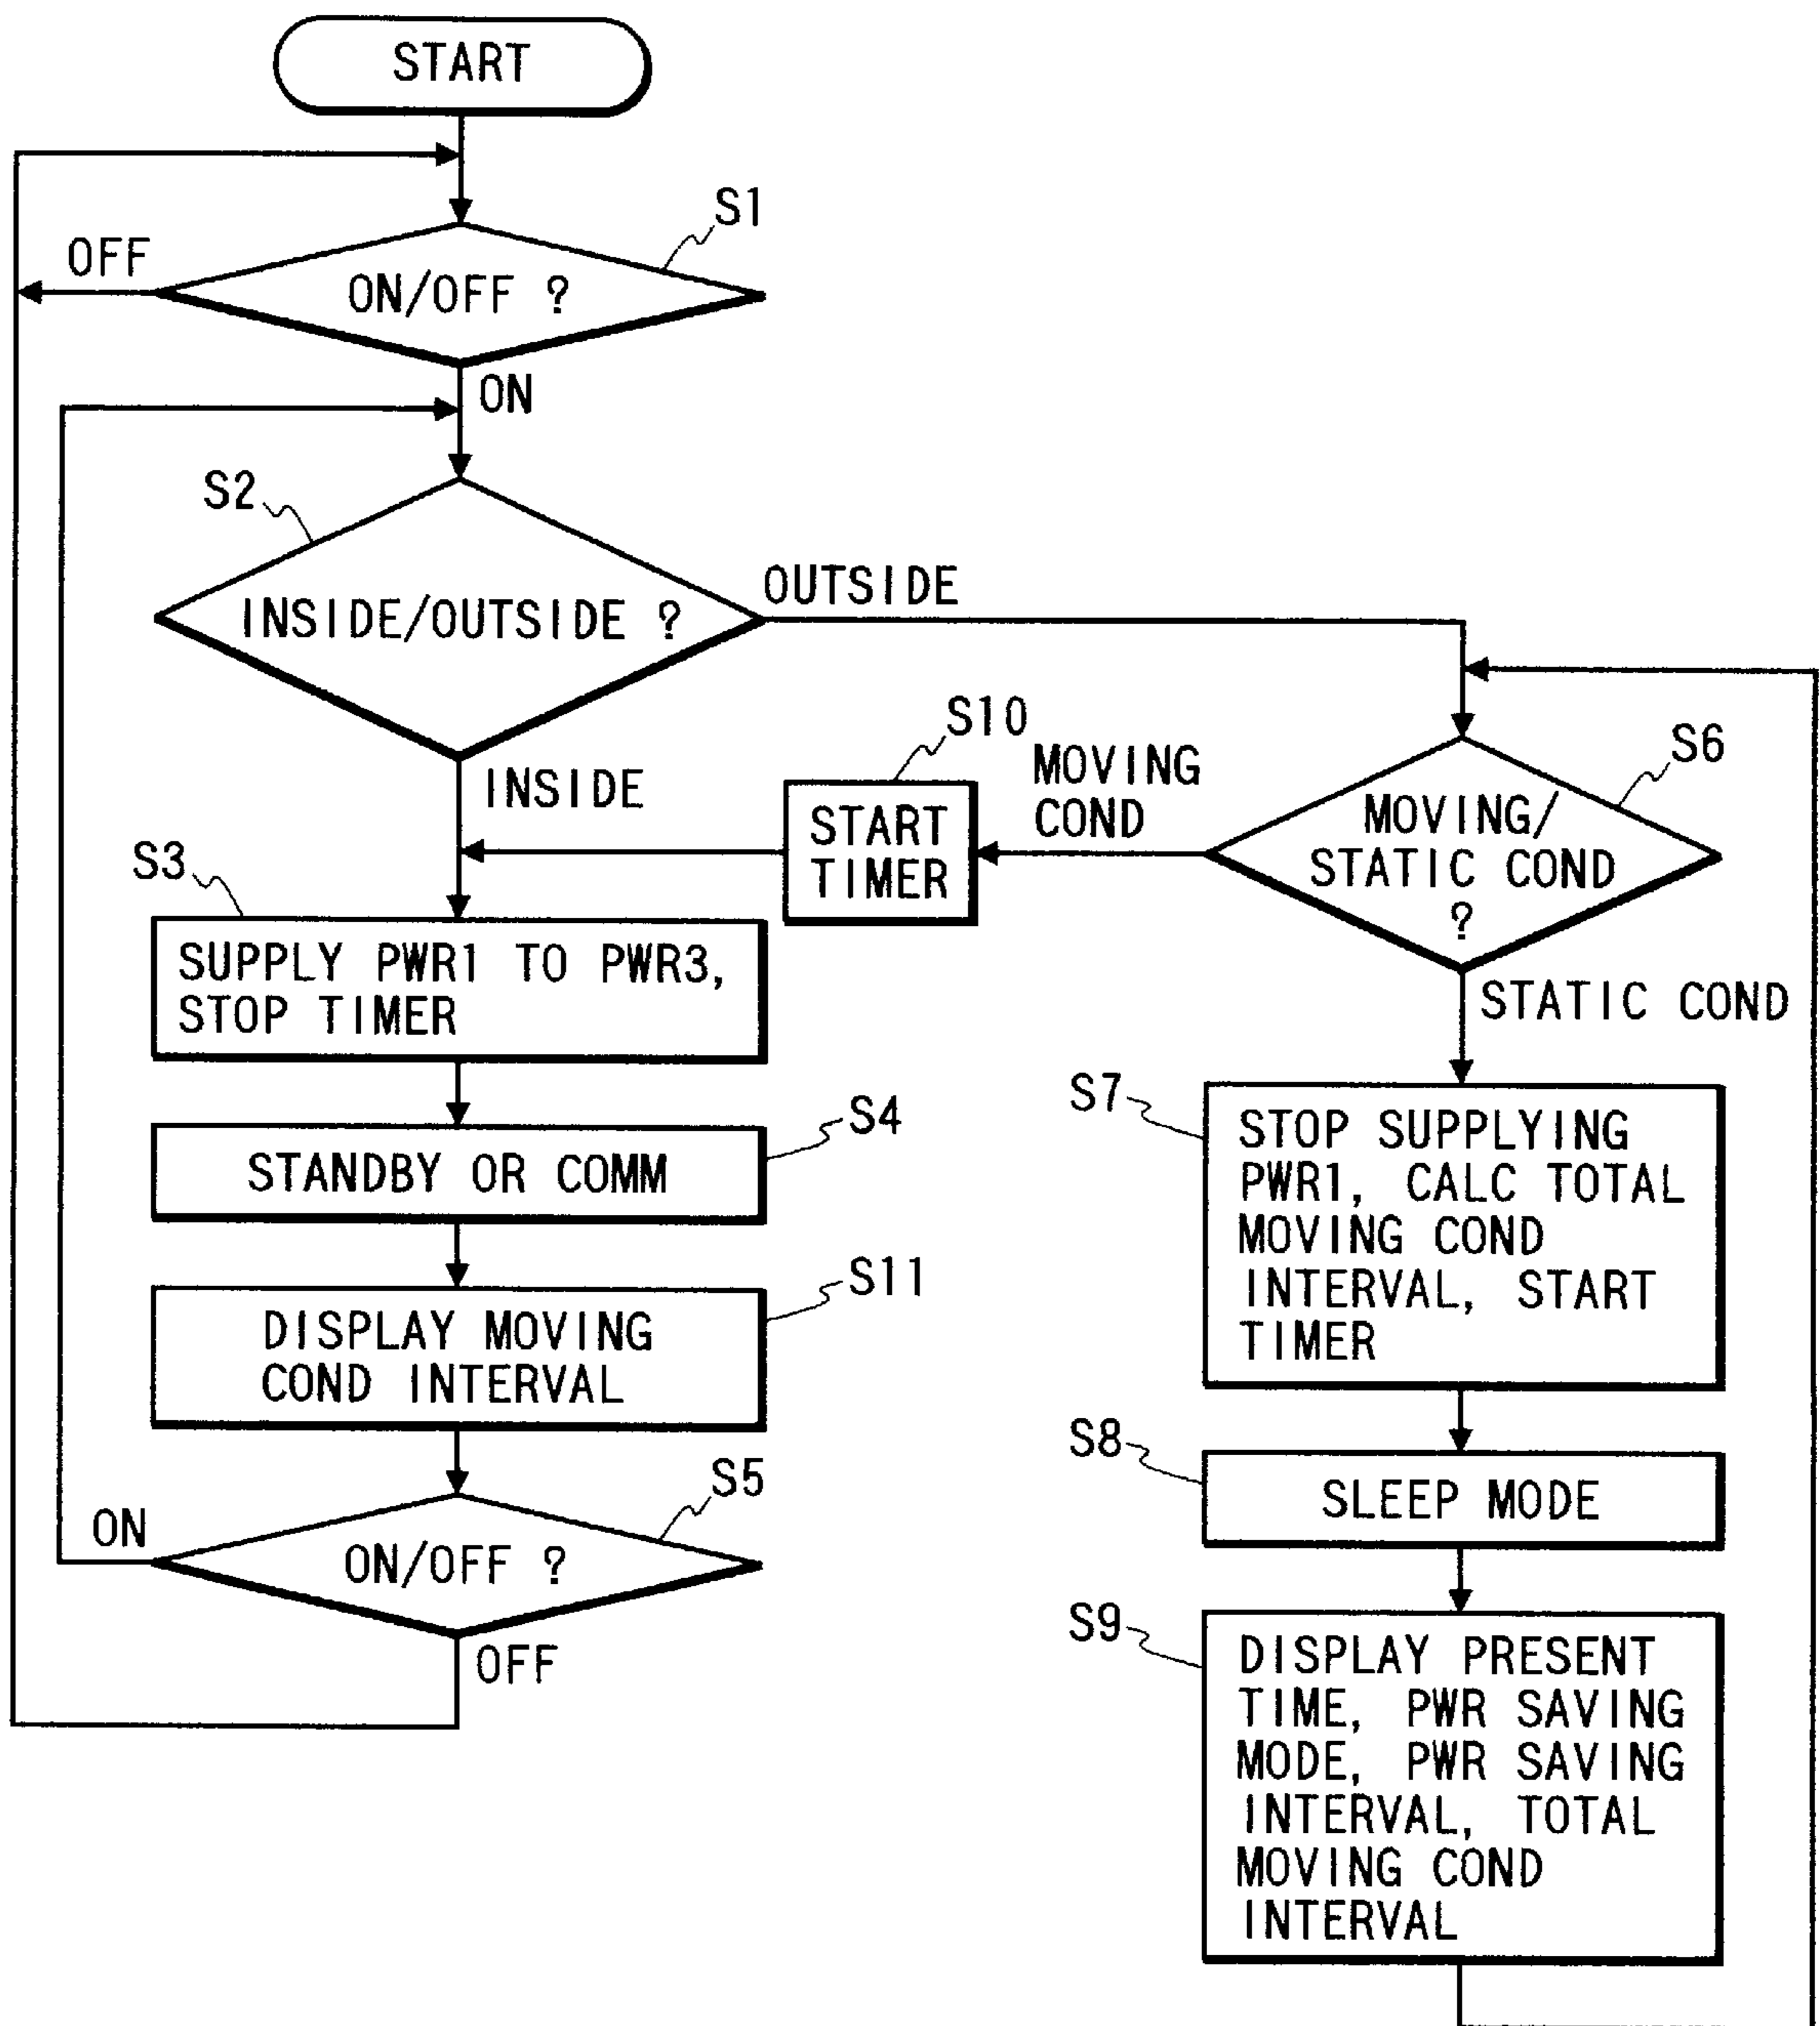 START
S1
OFF
ON/OFF ?
ON
S2
OUTSIDE
INSIDE/OUTSIDE ?
INSIDE
S10
START
TIMER
MOVING
COND
S6
MOVING/
STATIC COND
?
STATIC COND
S3
SUPPLY PWR1 TO PWR3,
STOP TIMER
S4
STANDBY OR COMM
S11
DISPLAY MOVING
COND INTERVAL
S5
ON
ON/OFF ?
OFF
S7
STOP SUPPLYING
PWR1, CALC TOTAL
MOVING COND
INTERVAL, START
TIMER
S8
SLEEP MODE
S9
DISPLAY PRESENT
TIME, PWR SAVING
MODE, PWR SAVING
INTERVAL, TOTAL
MOVING COND
INTERVAL